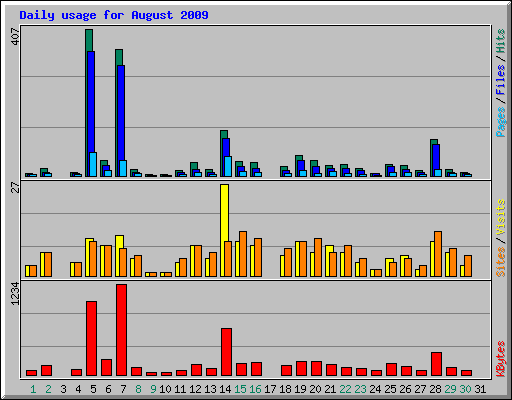 Daily usage for August 2009
407
Pages / Files / Hits
27
Sites / Visits
1234
KBytes
1 2 3 4 5 6 7 8 9 10 11 12 13 14 15 16 17 18 19 20 21 22 23 24 25 26 27 28 29 30 31